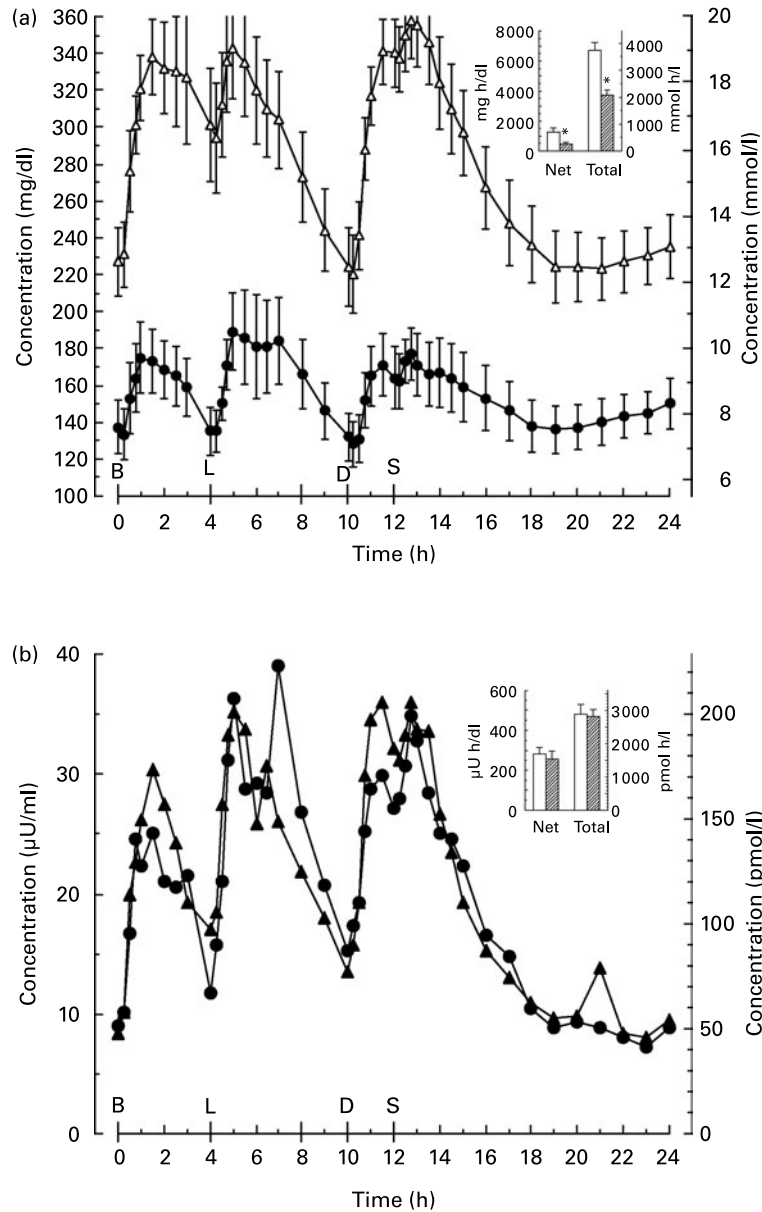 (a)
Concentration (mg/dl)
360
340
320
300
280
260
240
220
200
180
160
140
120
100
20
18
16
14
12
10
8
6
Concentration (mmol/l)
8000
6000
4000
2000
0
mg h/dl
4000
3000
2000
1000
0
mmol h/l
*
*
Net Total
B L D S
0 2 4 6 8 10 12 14 16 18 20 22 24
Time (h)
(b)
Concentration (µU/ml)
40
30
20
10
0
200
150
100
50
0
Concentration (pmol/l)
600
400
200
0
µU h/dl
3000
2000
1000
0
pmol h/l
Net Total
B L D S
0 2 4 6 8 10 12 14 16 18 20 22 24
Time (h)